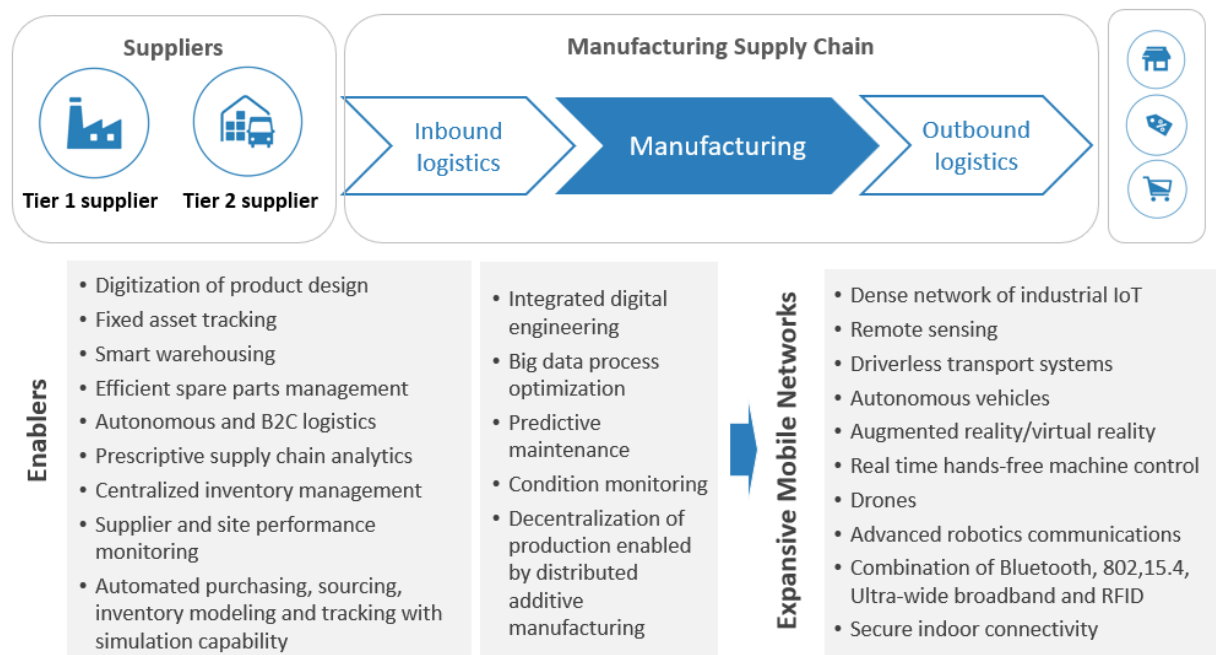 Suppliers
Tier 1 supplier
Tier 2 supplier
Manufacturing Supply Chain
Inbound
logistics
Manufacturing
Outbound
logistics
Enablers
• Digitization of product design
• Fixed asset tracking
• Smart warehousing
• Efficient spare parts management
• Autonomous and B2C logistics
• Prescriptive supply chain analytics
• Centralized inventory management
• Supplier and site performance
monitoring
• Automated purchasing, sourcing,
inventory modeling and tracking with
simulation capability
• Integrated digital
engineering
• Big data process
optimization
• Predictive
maintenance
• Condition monitoring
• Decentralization of
production enabled
by distributed
additive
manufacturing
Expansive Mobile Networks
• Dense network of industrial IoT
• Remote sensing
• Driverless transport systems
• Autonomous vehicles
• Augmented reality/virtual reality
• Real time hands-free machine control
• Drones
• Advanced robotics communications
• Combination of Bluetooth, 802,15.4,
Ultra-wide broadband and RFID
• Secure indoor connectivity